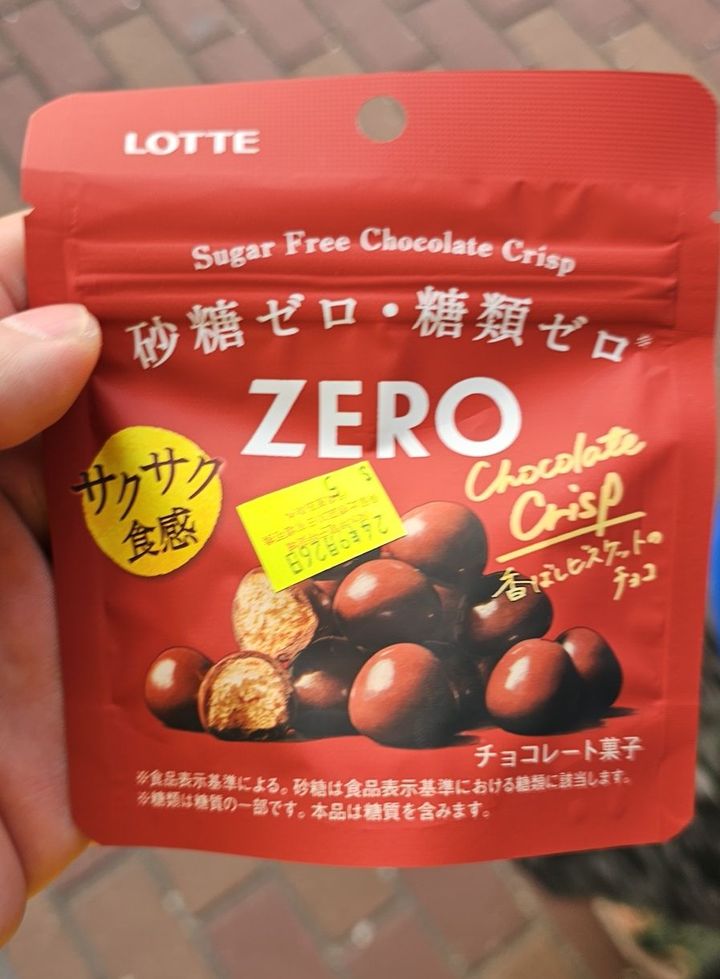 LOTTE
Sugar Free Chocolate Crisp
砂糖ゼロ・糖類ゼロ※
ZERO
サクサク
食感
Chocolate
Crisp
香ばしビスケットの
チョコ
$ 5
チョコレート菓子
※食品表示基準による。砂糖は食品表示基準における糖類に該当します。
※糖類は糖質の一部です。本品は糖質を含みます。